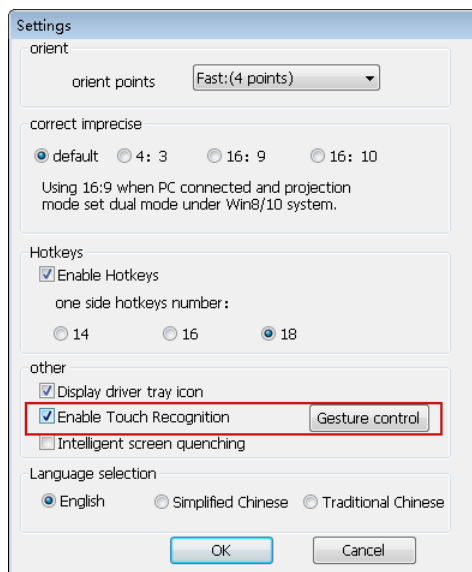 Settings
orient
orient points Fast:(4 points)
correct imprecise
default 4: 3 16: 9 16: 10
Using 16:9 when PC connected and projection
mode set dual mode under Win8/10 system.
Hotkeys
Enable Hotkeys
one side hotkeys number:
14 16 18
other
Display driver tray icon
Enable Touch Recognition Gesture control
Intelligent screen quenching
Language selection
English Simplified Chinese Traditional Chinese
OK Cancel